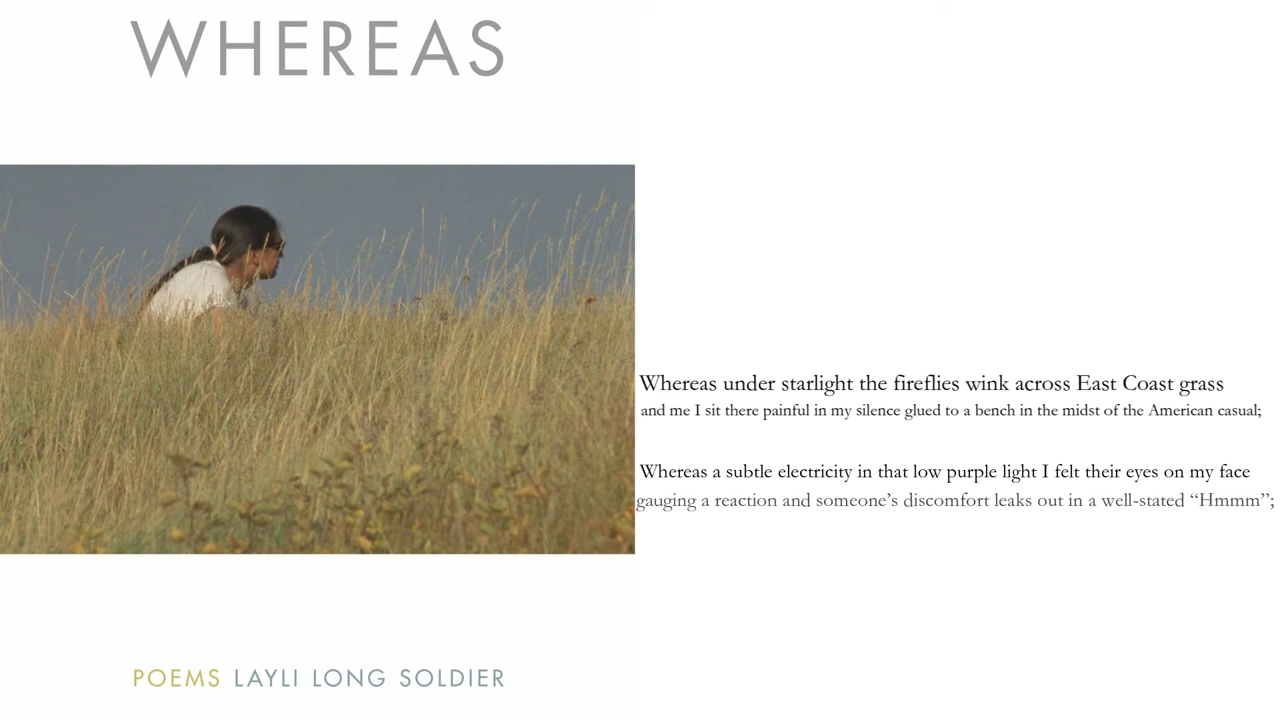 WHEREAS
POEMS LAYLI LONG SOLDIER
Whereas under starlight the fireflies wink across East Coast grass
and me I sit there painful in my silence glued to a bench in the midst of the American casual;
Whereas a subtle electricity in that low purple light I felt their eyes on my face
gauging a reaction and someone’s discomfort leaks out in a well-stated “Hmmm”;